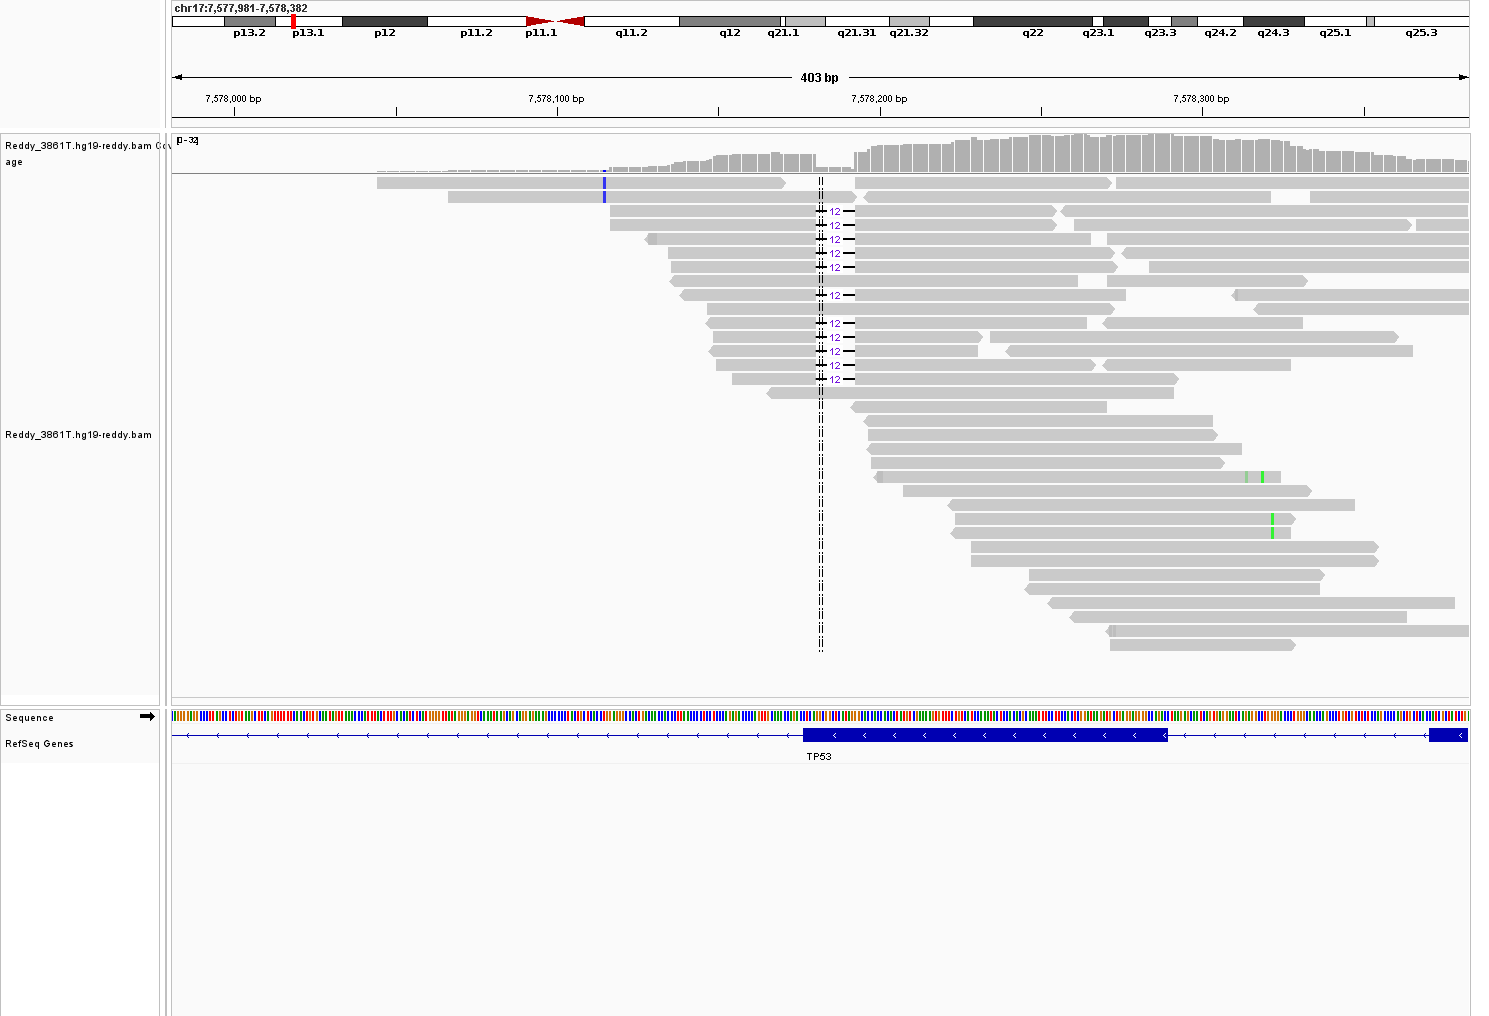 chr17:7,577,981-7,578,382
p13.2 p13.1 p12 p11.2 p11.1 q11.2 q12 q21.1 q21.31 q21.32 q22 q23.1 q23.3 q24.2 q24.3 q25.1 q25.3
403 bp
7,578,000 bp 7,578,100 bp 7,578,200 bp 7,578,300 bp
[0-32]
Reddy_3861T.hg19-reddy.bam Cov
age
12
12
12
12
12
12
12
12
12
12
12
Reddy_3861T.hg19-reddy.bam
Sequence
RefSeq Genes
TP53